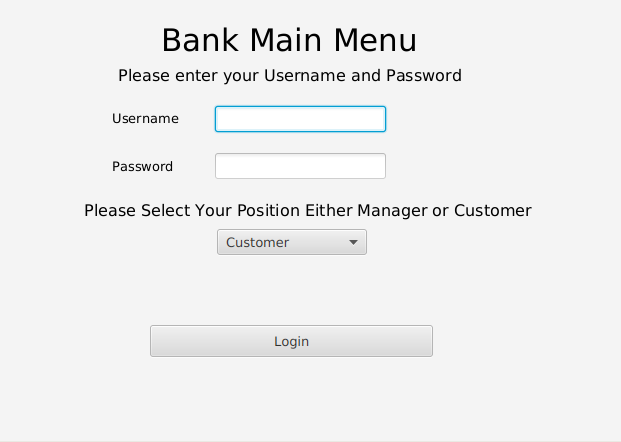 Bank Main Menu
Please enter your Username and Password
Username
Password
Please Select Your Position Either Manager or Customer
Customer
Login